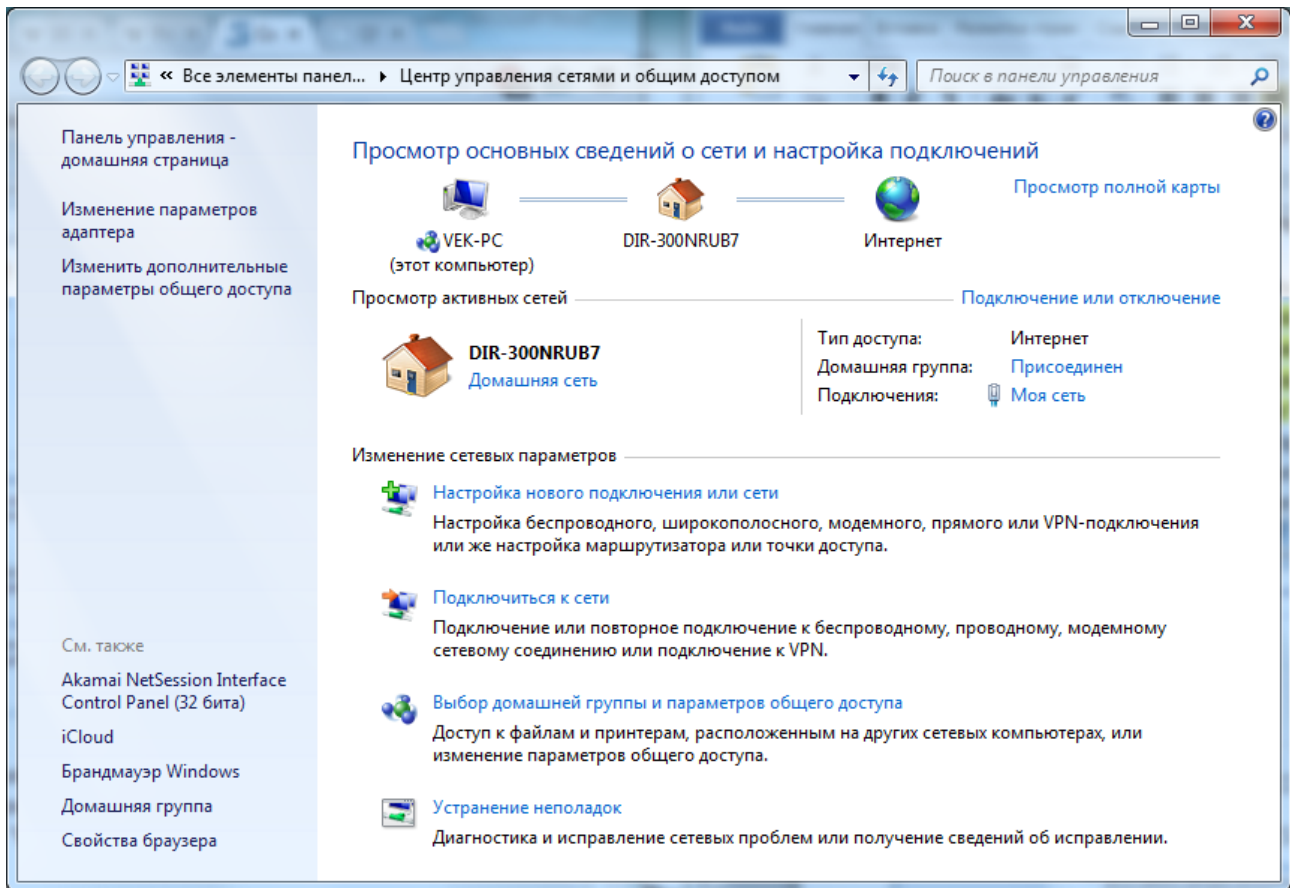 « Все элементы панел... ▸ Центр управления сетями и общим доступом
Поиск в панели управления
Панель управления -
домашняя страница
Изменение параметров
адаптера
Изменить дополнительные
параметры общего доступа
Просмотр основных сведений о сети и настройка подключений
Просмотр полной карты
VEK-PC
(этот компьютер)
DIR-300NRUB7
Интернет
Просмотр активных сетей
Подключение или отключение
DIR-300NRUB7
Домашняя сеть
Тип доступа: Интернет
Домашняя группа: Присоединен
Подключения: Моя сеть
Изменение сетевых параметров
Настройка нового подключения или сети
Настройка беспроводного, широкополосного, модемного, прямого или VPN-подключения
или же настройка маршрутизатора или точки доступа.
Подключиться к сети
Подключение или повторное подключение к беспроводному, проводному, модемному
сетевому соединению или подключение к VPN.
Выбор домашней группы и параметров общего доступа
Доступ к файлам и принтерам, расположенным на других сетевых компьютерах, или
изменение параметров общего доступа.
Устранение неполадок
Диагностика и исправление сетевых проблем или получение сведений об исправлении.
См. также
Akamai NetSession Interface
Control Panel (32 бита)
iCloud
Брандмауэр Windows
Домашняя группа
Свойства браузера